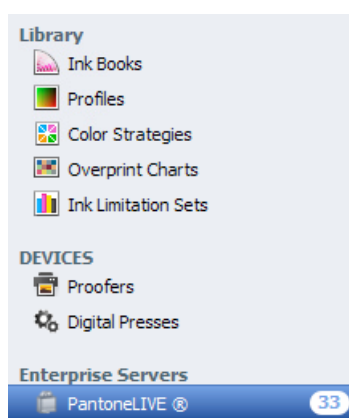 Library
Ink Books
Profiles
Color Strategies
Overprint Charts
Ink Limitation Sets
DEVICES
Proofers
Digital Presses
Enterprise Servers
PantoneLIVE ® 33